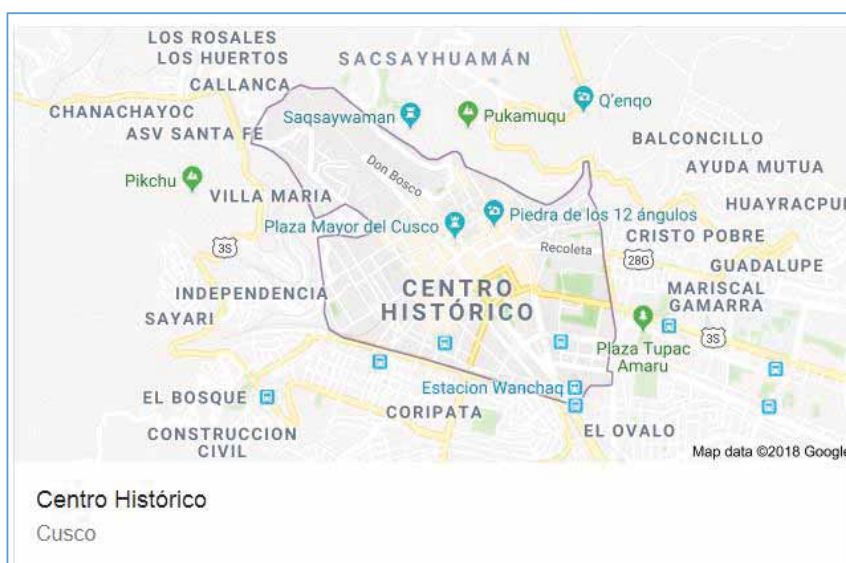 LOS ROSALES
LOS HUERTOS
SACSAYHUAMÁN
CALLANCA
Q'enqo
CHANACHAYOC
Saqsaywaman
Pukamuqu
ASV SANTA FE
BALCONCILLO
Don Bosco
AYUDA MUTUA
Pikchu
VILLA MARIA
HUAYRACPUN
Piedra de los 12 ángulos
Plaza Mayor del Cusco
CRISTO POBRE
3S
Recoleta
28G
GUADALUPE
CENTRO
HISTÓRICO
MARISCAL
GAMARRA
INDEPENDENCIA
SAYARI
3S
Plaza Tupac
Amaru
Estacion Wanchaq
EL BOSQUE
CORIPATA
EL OVALO
CONSTRUCCION
CIVIL
Map data ©2018 Google
Centro Histórico
Cusco